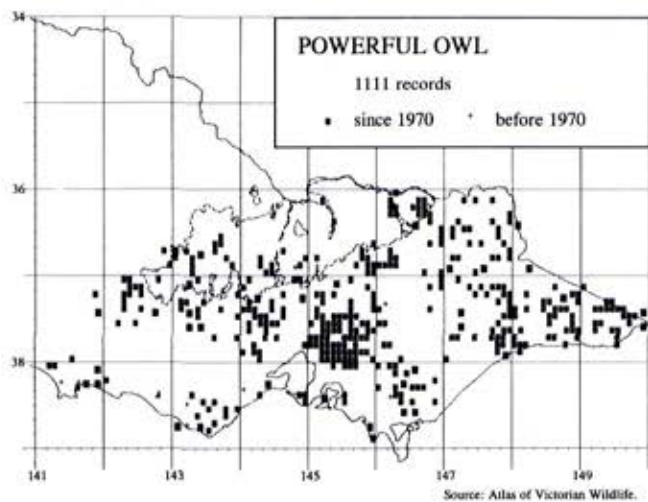 POWERFUL OWL
1111 records
▪ since 1970 + before 1970
34
36
38
141 143 145 147 149
Source: Atlas of Victorian Wildlife.